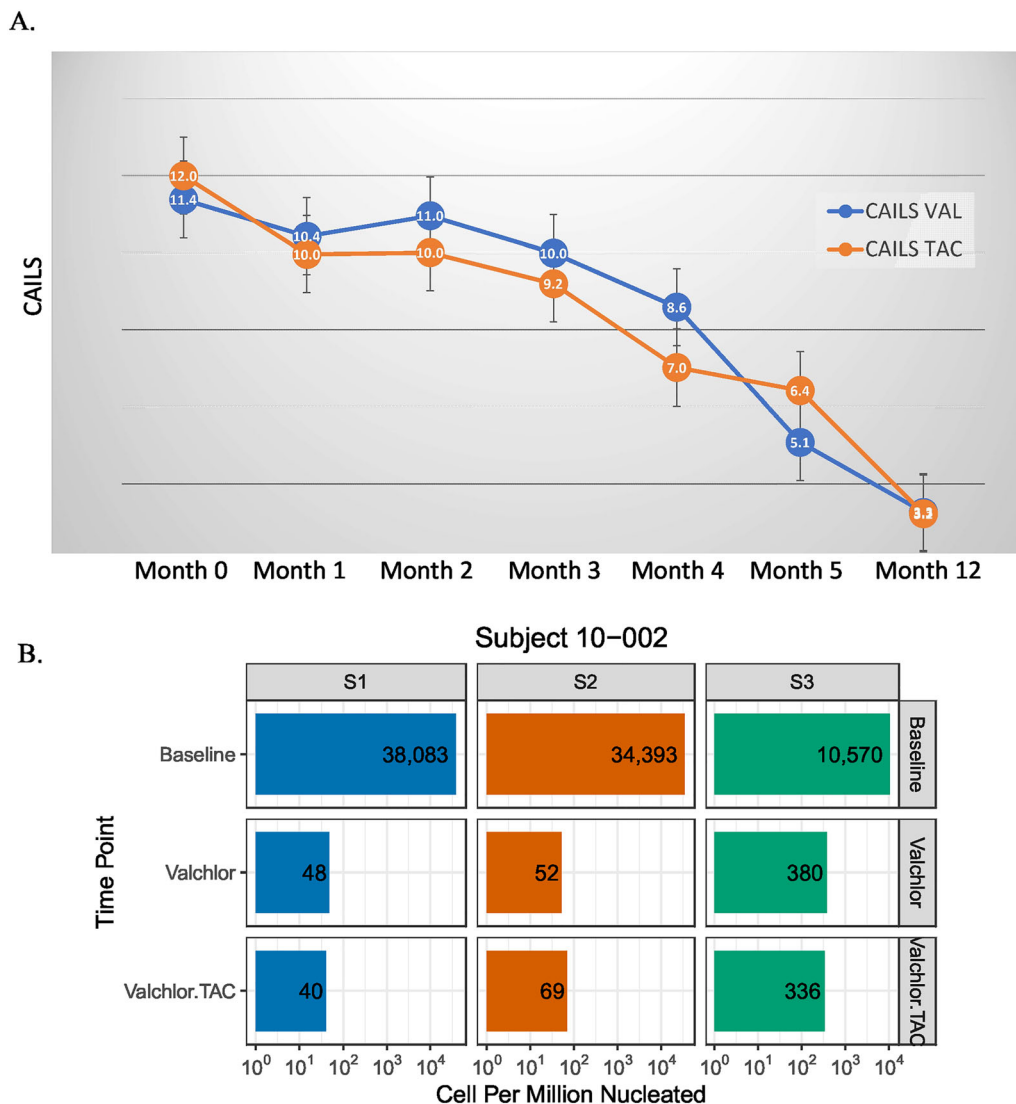 A.
12.0
11.4
10.4
10.0
11.0
10.0
10.0
9.2
8.6
7.0
6.4
5.1
CAILS VAL
CAILS TAC
CAILS
Month 0 Month 1 Month 2 Month 3 Month 4 Month 5 Month 12
B.
Subject 10−002
S1 S2 S3
Baseline 38,083 34,393 10,570 Baseline
Valchlor 48 52 380 Valchlor
Valchlor.TAC 40 69 336 Valchlor.TAC
Time Point
10⁰ 10¹ 10² 10³ 10⁴ 10⁰ 10¹ 10² 10³ 10⁴ 10⁰ 10¹ 10² 10³ 10⁴
Cell Per Million Nucleated